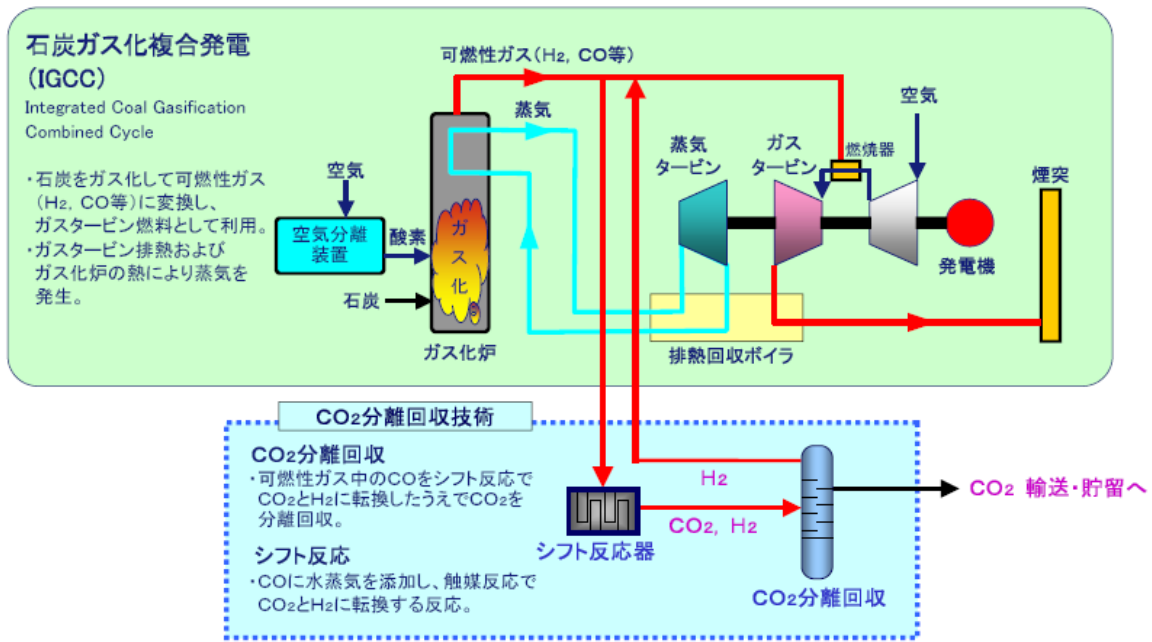 石炭ガス化複合発電
(IGCC)
Integrated Coal Gasification
Combined Cycle
・石炭をガス化して可燃性ガス
(H2, CO等)に変換し、
ガスタービン燃料として利用。
・ガスタービン排熱および
ガス化炉の熱により蒸気を
発生。
可燃性ガス(H2, CO等)
蒸気
空気
空気分離
装置
酸素
石炭
ガス化
ガス化炉
蒸気
タービン
ガス
タービン
燃焼器
空気
煙突
発電機
排熱回収ボイラ
CO2分離回収技術
CO2分離回収
・可燃性ガス中のCOをシフト反応で
CO2とH2に転換したうえでCO2を
分離回収。
シフト反応
・COに水蒸気を添加し、触媒反応で
CO2とH2に転換する反応。
H2
CO2, H2
シフト反応器
CO2分離回収
CO2 輸送・貯留へ